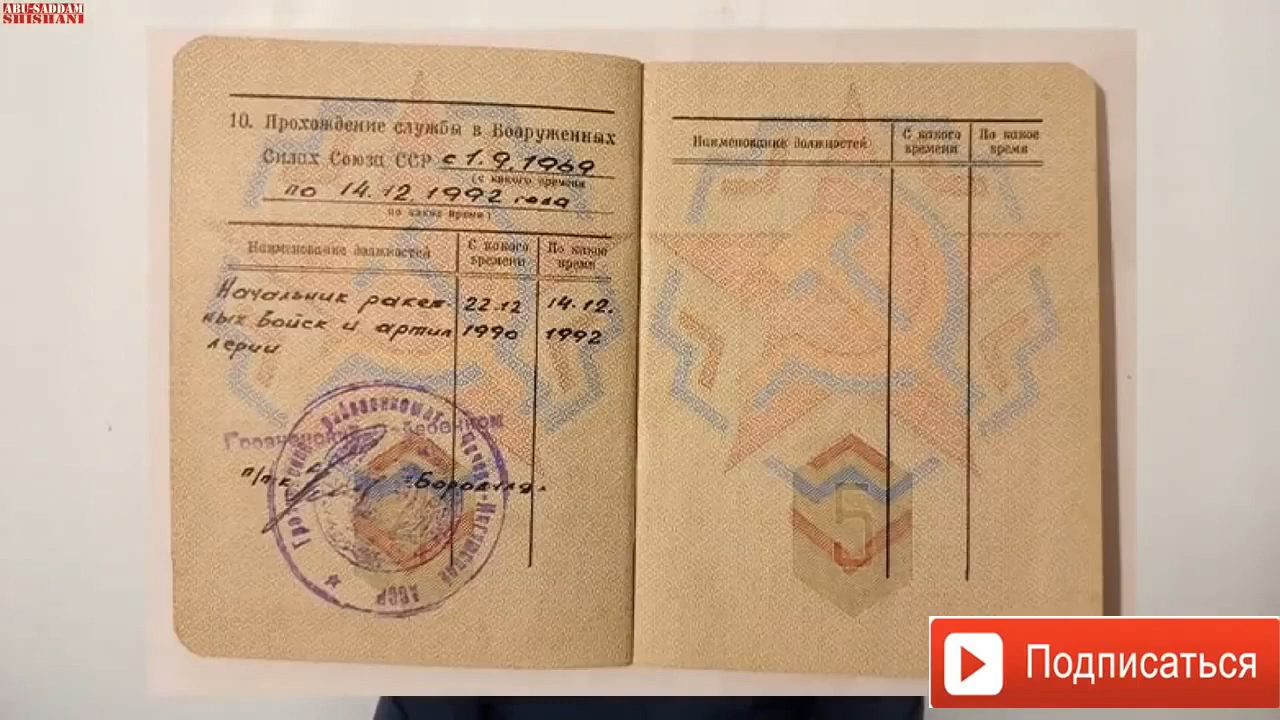 ABU-SADDAM
SHISHANI
10. Прохождение службы в Вооруженных
Силах Союза ССР с 1.9.1969
(с какого времени
по 14.12.1992 года
по какое время)
Наименование должностей
С какого
времени
По какое
время
Начальник ракет- 22.12 14.12.
ных войск и артил 1990 1992
лерии
п/п-к
АССР
Наименование должностей
С какого
времени
По какое
время
5
Подписаться